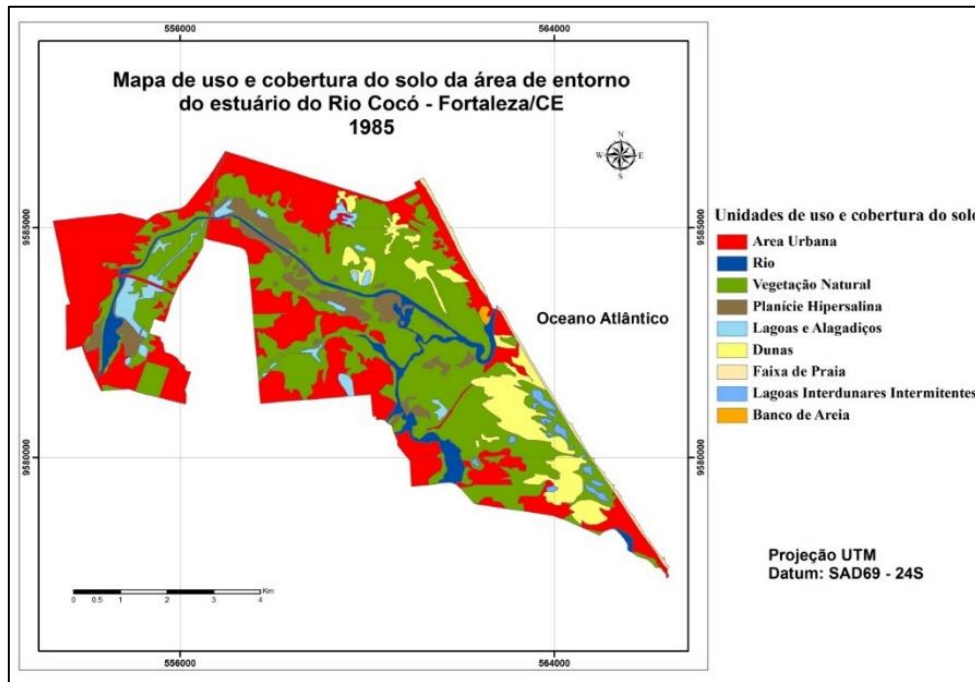 556000
564000
Mapa de uso e cobertura do solo da área de entorno
do estuário do Rio Cocó - Fortaleza/CE
1985
N
W E
S
9585000
9585000
Unidades de uso e cobertura do solo
Area Urbana
Rio
Vegetação Natural
Planície Hipersalina
Lagoas e Alagadiços
Dunas
Faixa de Praia
Lagoas Interdunares Intermitentes
Banco de Areia
Oceano Atlântico
9580000
9580000
Projeção UTM
Datum: SAD69 - 24S
Km
0 0.5 1 2 3 4
556000
564000